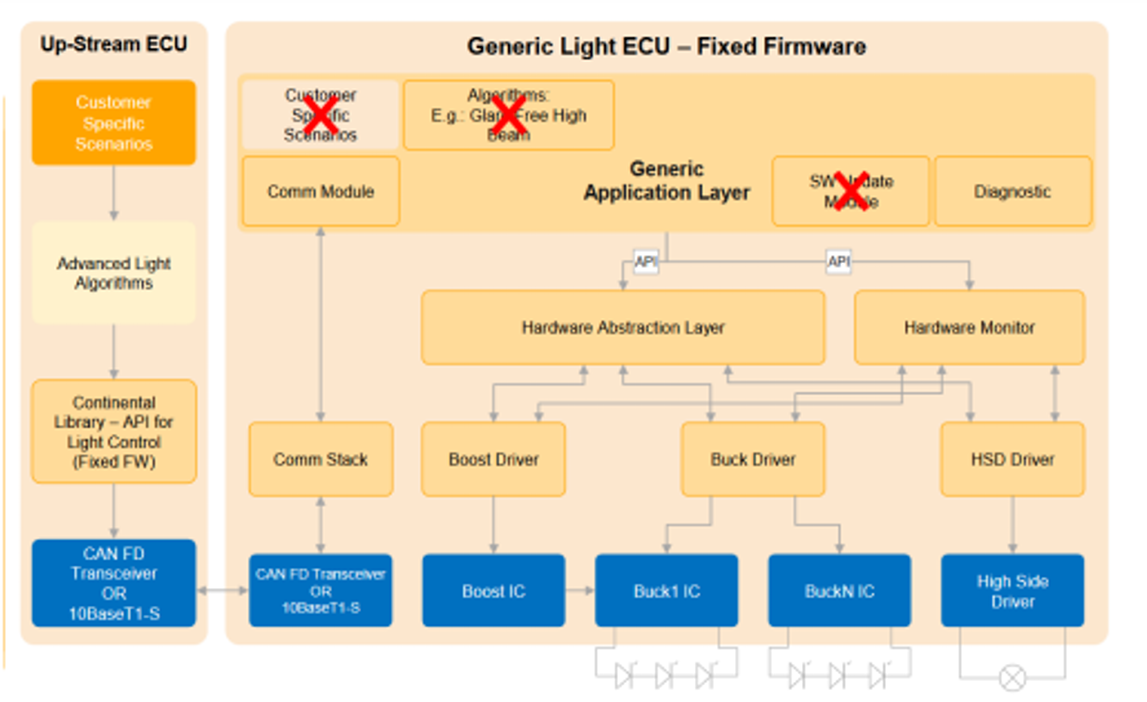 Up-Stream ECU
Customer
Specific
Scenarios
Advanced Light
Algorithms
Continental
Library – API for
Light Control
(Fixed FW)
CAN FD
Transceiver
OR
10BaseT1-S
Generic Light ECU – Fixed Firmware
Customer
Specific
Scenarios
Algorithms:
E.g.: Glare Free High
Beam
Comm Module
Generic
Application Layer
SW Update
Module
Diagnostic
API
API
Hardware Abstraction Layer
Hardware Monitor
Comm Stack
Boost Driver
Buck Driver
HSD Driver
CAN FD Transceiver
OR
10BaseT1-S
Boost IC
Buck1 IC
BuckN IC
High Side
Driver